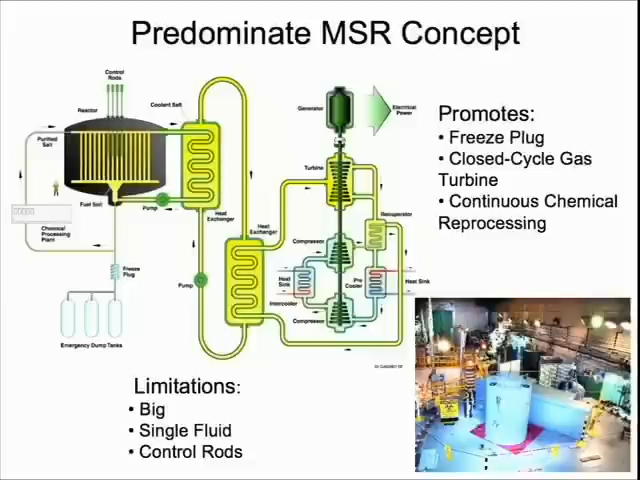 Predominate MSR Concept
Control
Rods
Reactor
Coolant Salt
Purified
Salt
Fuel Salt
Pump
Heat
Exchanger
Chemical
Processing
Plant
Freeze
Plug
Emergency Dump Tanks
Pump
Heat
Exchanger
Generator
Electrical
Power
Turbine
Recuperator
Compressor
Heat
Sink
Pre
Cooler
Heat Sink
Intercooler
Compressor
Promotes:
• Freeze Plug
• Closed-Cycle Gas
Turbine
• Continuous Chemical
Reprocessing
Limitations:
• Big
• Single Fluid
• Control Rods